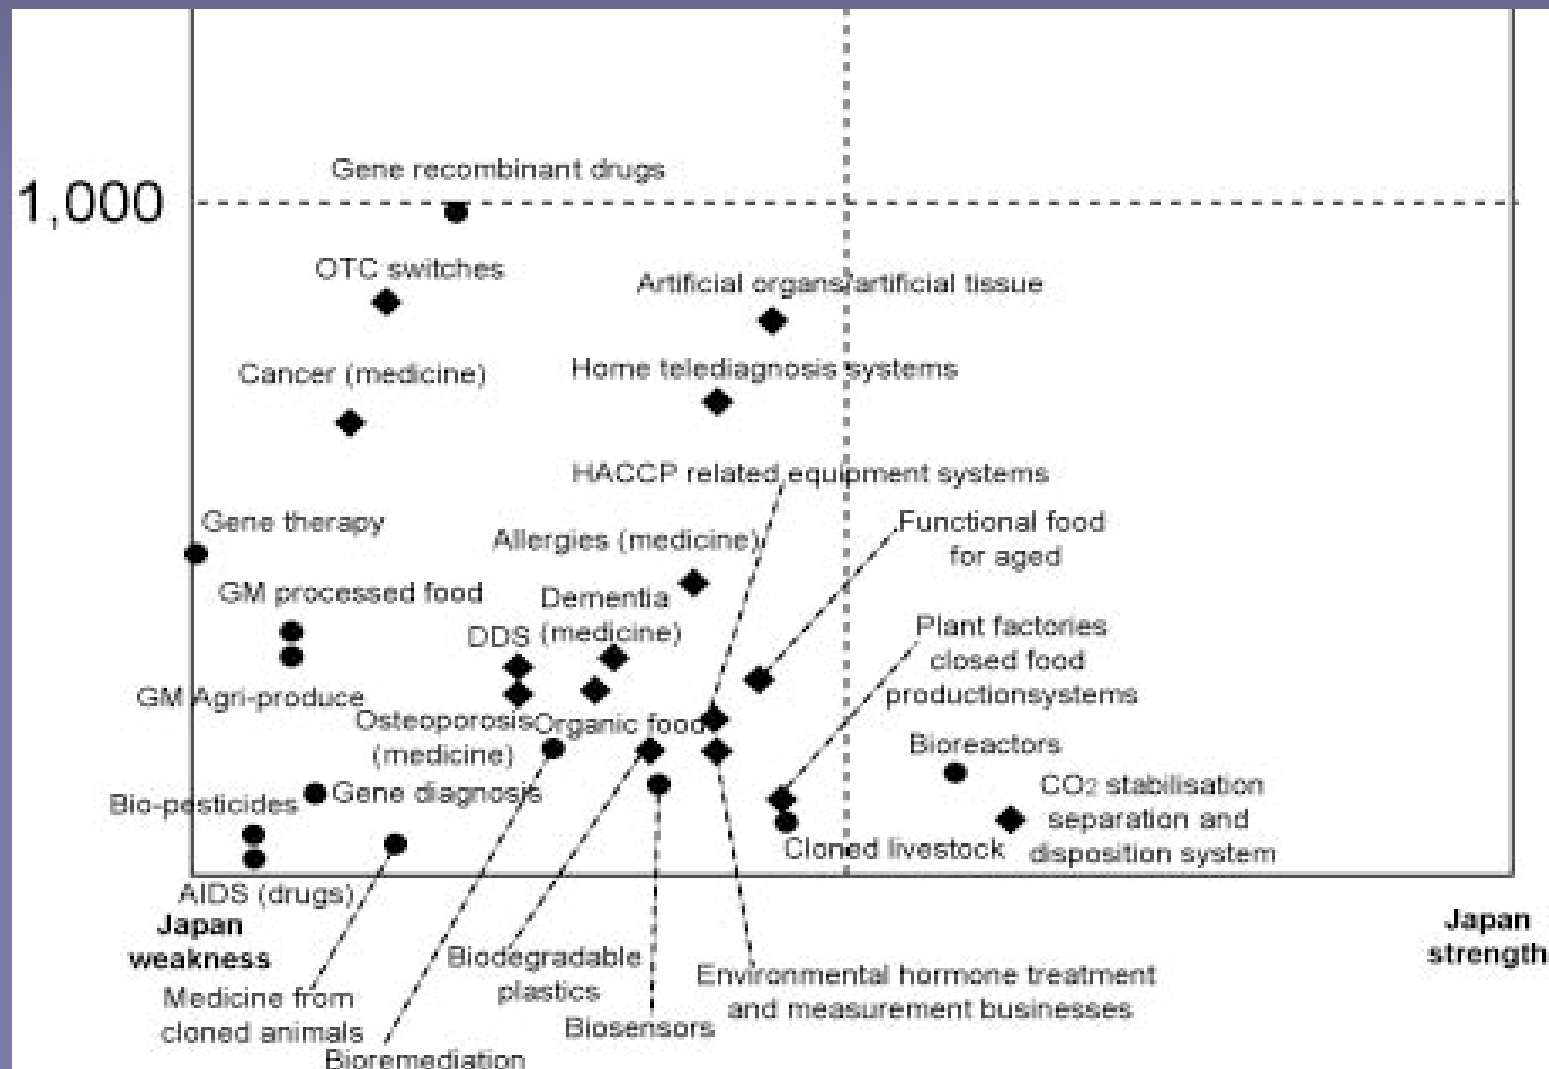 Gene recombinant drugs
1,000
OTC switches
Artificial organs/artificial tissue
Home telediagnosis systems
Cancer (medicine)
HACCP related equipment systems
Gene therapy
Functional food
for aged
Allergies (medicine)
GM processed food
Dementia
(medicine)
DDS
Plant factories
closed food
productionsystems
GM Agri-produce
Osteoporosis
(medicine)
Organic food
Bioreactors
Bio-pesticides
Gene diagnosis
CO2 stabilisation
separation and
disposition system
Cloned livestock
AIDS (drugs)
Japan
weakness
Japan
strength
Biodegradable
plastics
Environmental hormone treatment
and measurement businesses
Medicine from
cloned animals
Biosensors
Bioremediation